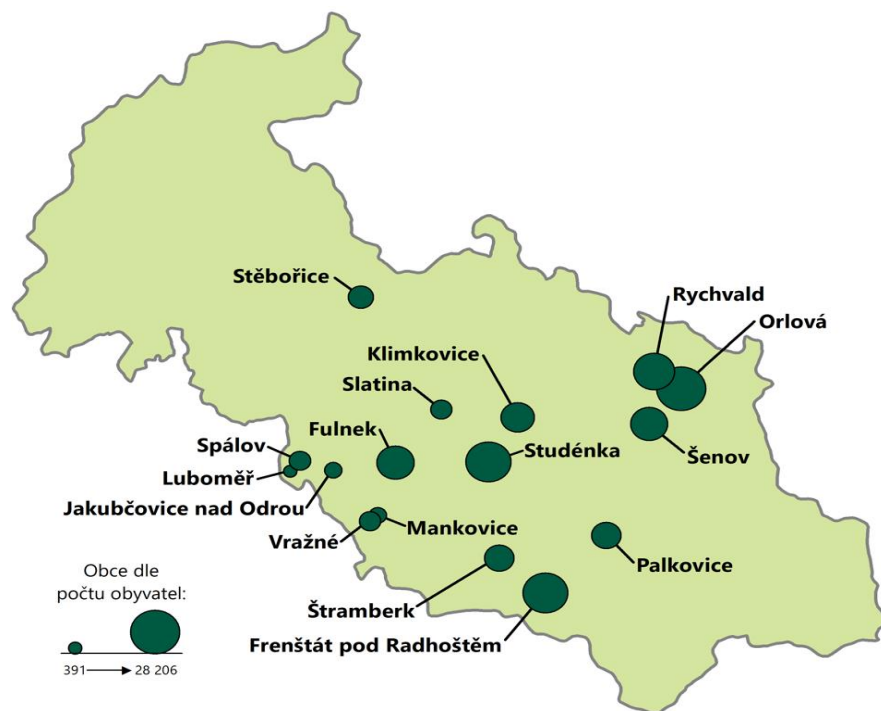 Stěbořice
Rychvald
Orlová
Klimkovice
Slatina
Fulnek
Spálov
Studénka
Šenov
Luboměř
Jakubčovice nad Odrou
Mankovice
Vražné
Palkovice
Štramberk
Frenštát pod Radhoštěm
Obce dle
počtu obyvatel:
391 28 206